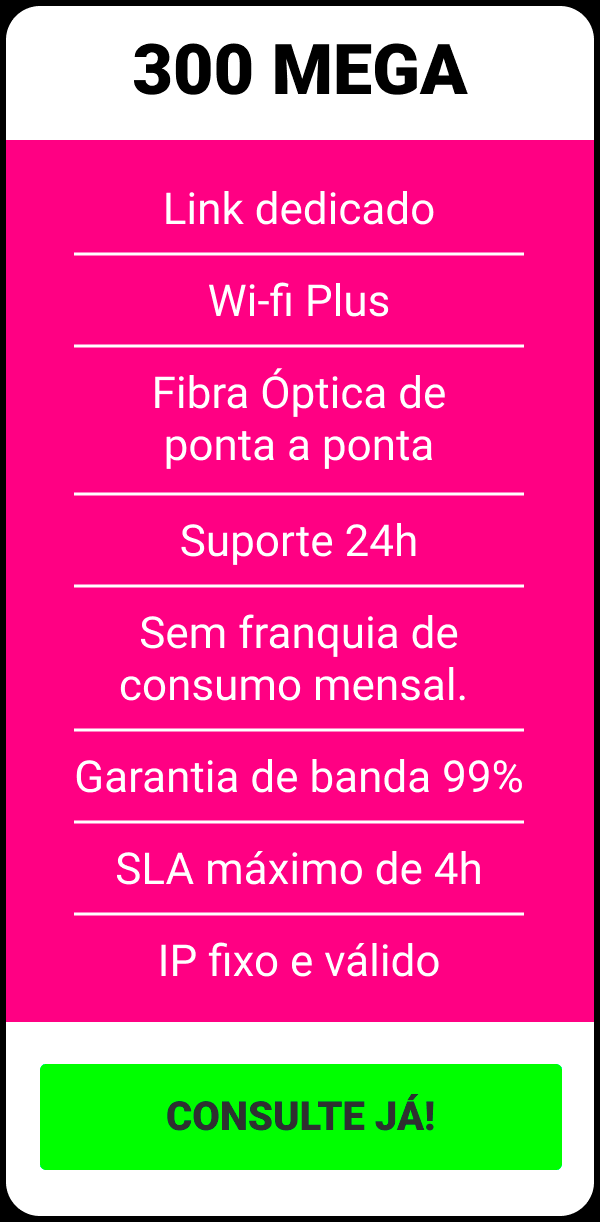 300 MEGA
Link dedicado
Wi-fi Plus
Fibra Óptica de
ponta a ponta
Suporte 24h
Sem franquia de
consumo mensal.
Garantia de banda 99%
SLA máximo de 4h
IP fixo e válido
CONSULTE JÁ!